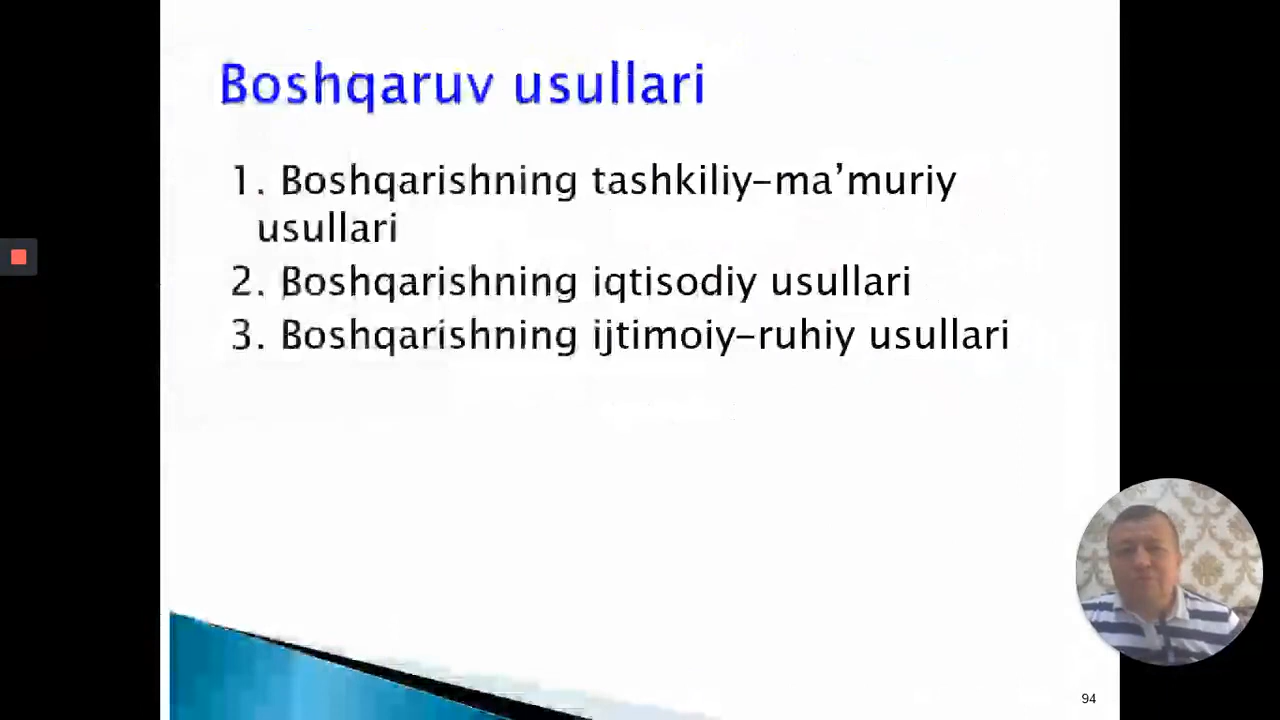 Boshqaruv usullari
1. Boshqarishning tashkiliy-ma’muriy
usullari
2. Boshqarishning iqtisodiy usullari
3. Boshqarishning ijtimoiy-ruhiy usullari
94